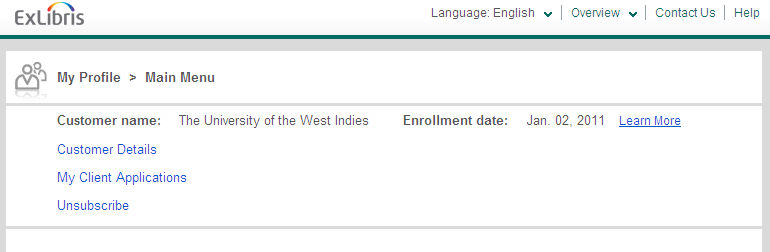 ExLibris
Language: English Overview Contact Us Help
My Profile > Main Menu
Customer name: The University of the West Indies Enrollment date: Jan. 02, 2011 Learn More
Customer Details
My Client Applications
Unsubscribe